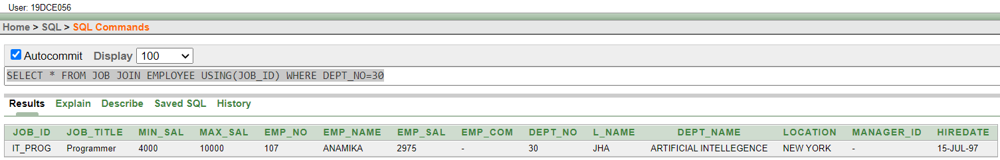 User: 19DCE056
Home > SQL > SQL Commands
Autocommit Display 100
SELECT * FROM JOB JOIN EMPLOYEE USING(JOB_ID) WHERE DEPT_NO=30
Results Explain Describe Saved SQL History
JOB_ID JOB_TITLE MIN_SAL MAX_SAL EMP_NO EMP_NAME EMP_SAL EMP_COM DEPT_NO L_NAME DEPT_NAME LOCATION MANAGER_ID HIREDATE
IT_PROG Programmer 4000 10000 107 ANAMIKA 2975 - 30 JHA ARTIFICIAL INTELLEGENCE NEW YORK - 15-JUL-97